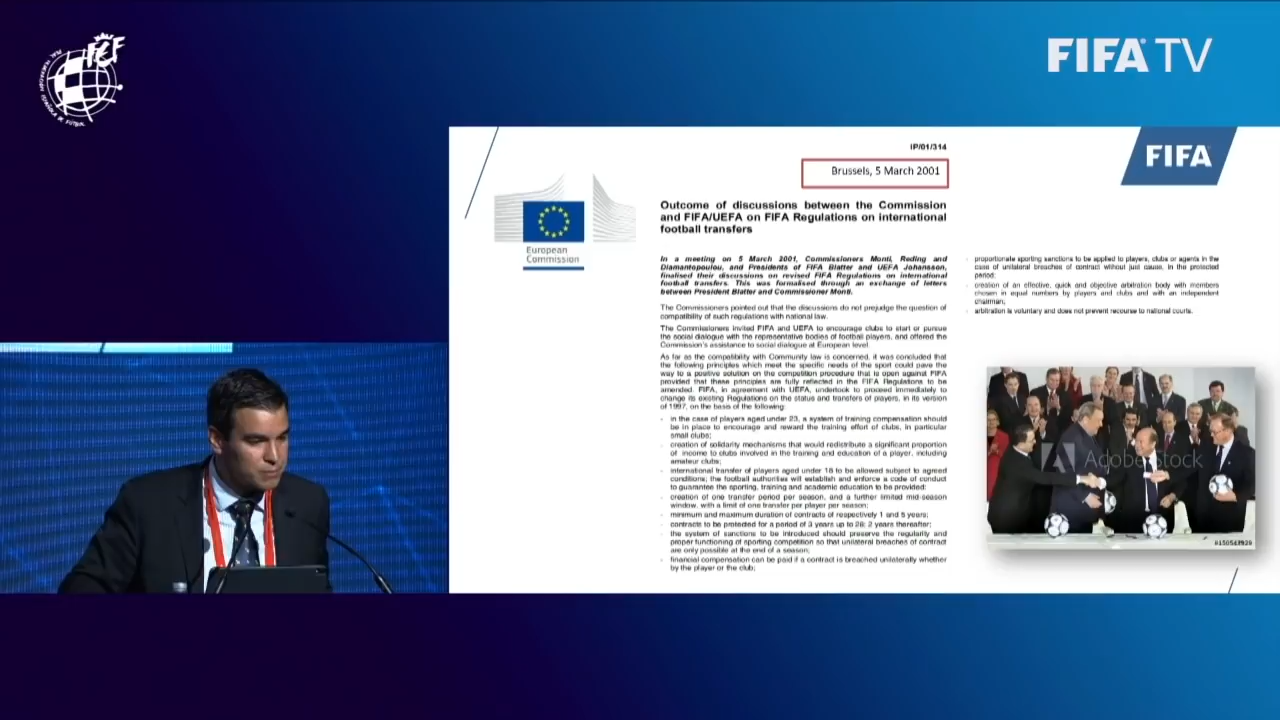 RFEF
FIFA TV
IP/01/314
Brussels, 5 March 2001
FIFA
European
Commission
Outcome of discussions between the Commission
and FIFA/UEFA on FIFA Regulations on international
football transfers
In a meeting on 5 March 2001, Commissioners Monti, Reding and
Diamantopoulou, and Presidents of FIFA Blatter and UEFA Johansson,
finalised their discussions on revised FIFA Regulations on international
football transfers. This was formalised through an exchange of letters
between President Blatter and Commissioner Monti.
The Commissioners pointed out that the discussions do not prejudge the question of
compatibility of such regulations with national law.
The Commissioners invited FIFA and UEFA to encourage clubs to start or pursue
the social dialogue with the representative bodies of football players, and offered the
Commission's assistance to social dialogue at European level.
As far as the compatibility with Community law is concerned, it was concluded that
the following principles which meet the specific needs of the sport could pave the
way to a positive solution on the competition procedure that is open against FIFA
provided that these principles are fully reflected in the FIFA Regulations to be
amended. FIFA, in agreement with UEFA, undertook to proceed immediately to
change its existing Regulations on the status and transfers of players, in its version
of 1997, on the basis of the following:
- in the case of players aged under 23, a system of training compensation should
be in place to encourage and reward the training effort of clubs, in particular
small clubs;
- creation of solidarity mechanisms that would redistribute a significant proportion
of income to clubs involved in the training and education of a player, including
amateur clubs;
- international transfer of players aged under 18 to be allowed subject to agreed
conditions; the football authorities will establish and enforce a code of conduct
to guarantee the sporting, training and academic education to be provided;
- creation of one transfer period per season, and a further limited mid-season
window, with a limit of one transfer per player per season;
- minimum and maximum duration of contracts of respectively 1 and 5 years;
- contracts to be protected for a period of 3 years up to 28; 2 years thereafter;
- the system of sanctions to be introduced should preserve the regularity and
proper functioning of sporting competition so that unilateral breaches of contract
are only possible at the end of a season;
- financial compensation can be paid if a contract is breached unilaterally whether
by the player or the club;
- proportionate sporting sanctions to be applied to players, clubs or agents in the
case of unilateral breaches of contract without just cause, in the protected
period;
- creation of an effective, quick and objective arbitration body with members
chosen in equal numbers by players and clubs and with an independent
chairman;
- arbitration is voluntary and does not prevent recourse to national courts.
Adobe Stock